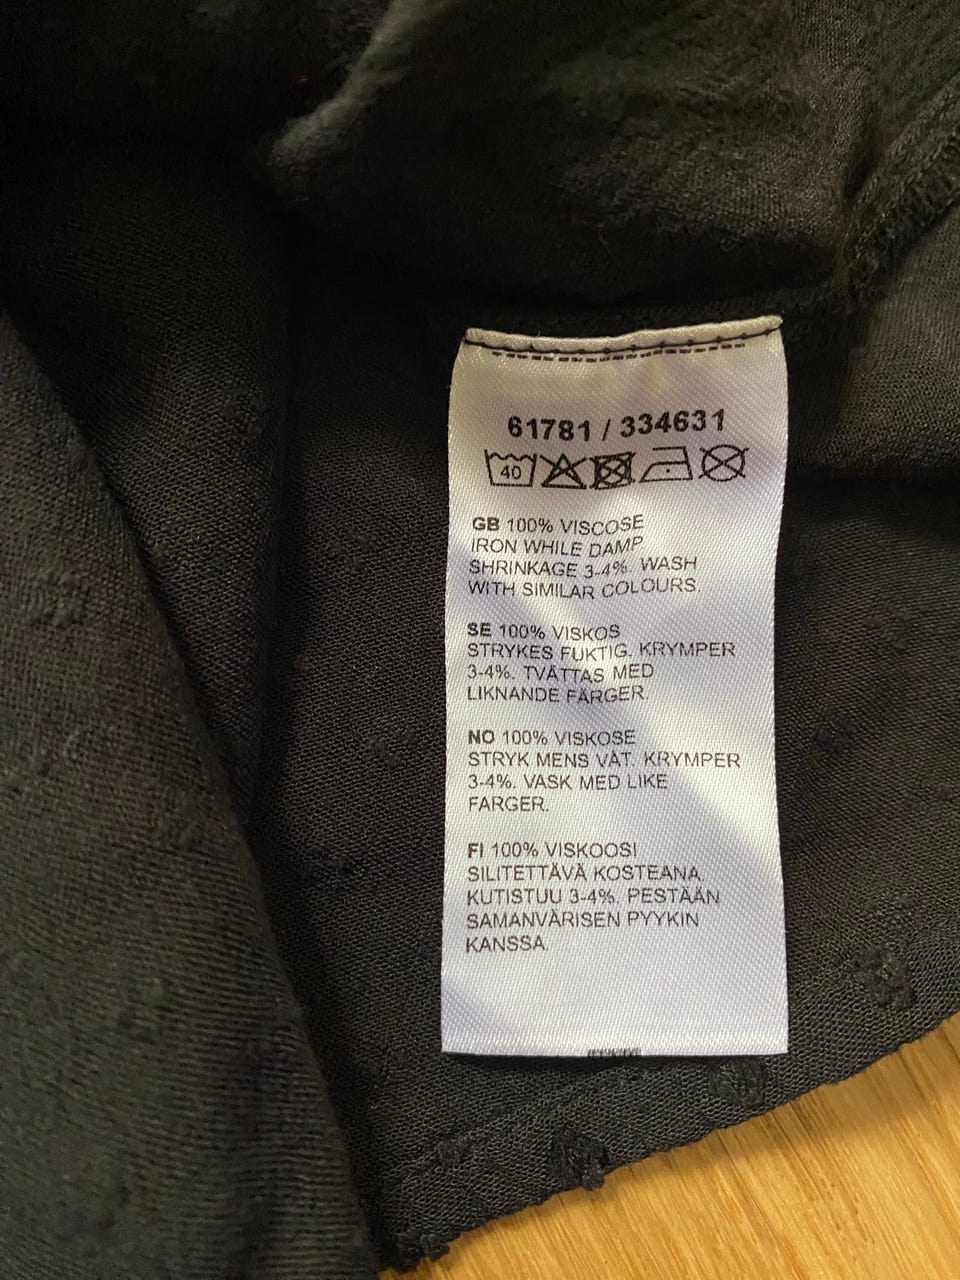 61781 / 334631
40
GB 100% VISCOSE
IRON WHILE DAMP
SHRINKAGE 3-4%. WASH
WITH SIMILAR COLOURS.
SE 100% VISKOS
STRYKES FUKTIG. KRYMPER
3-4%. TVÄTTAS MED
LIKNANDE FÄRGER
NO 100% VISKOSE
STRYK MENS VÅT. KRYMPER
3-4%. VASK MED LIKE
FARGER.
FI 100% VISKOOSI
SILITETTÄVÄ KOSTEANA.
KUTISTUU 3-4%. PESTÄÄN
SAMANVÄRISEN PYYKIN
KANSSA.